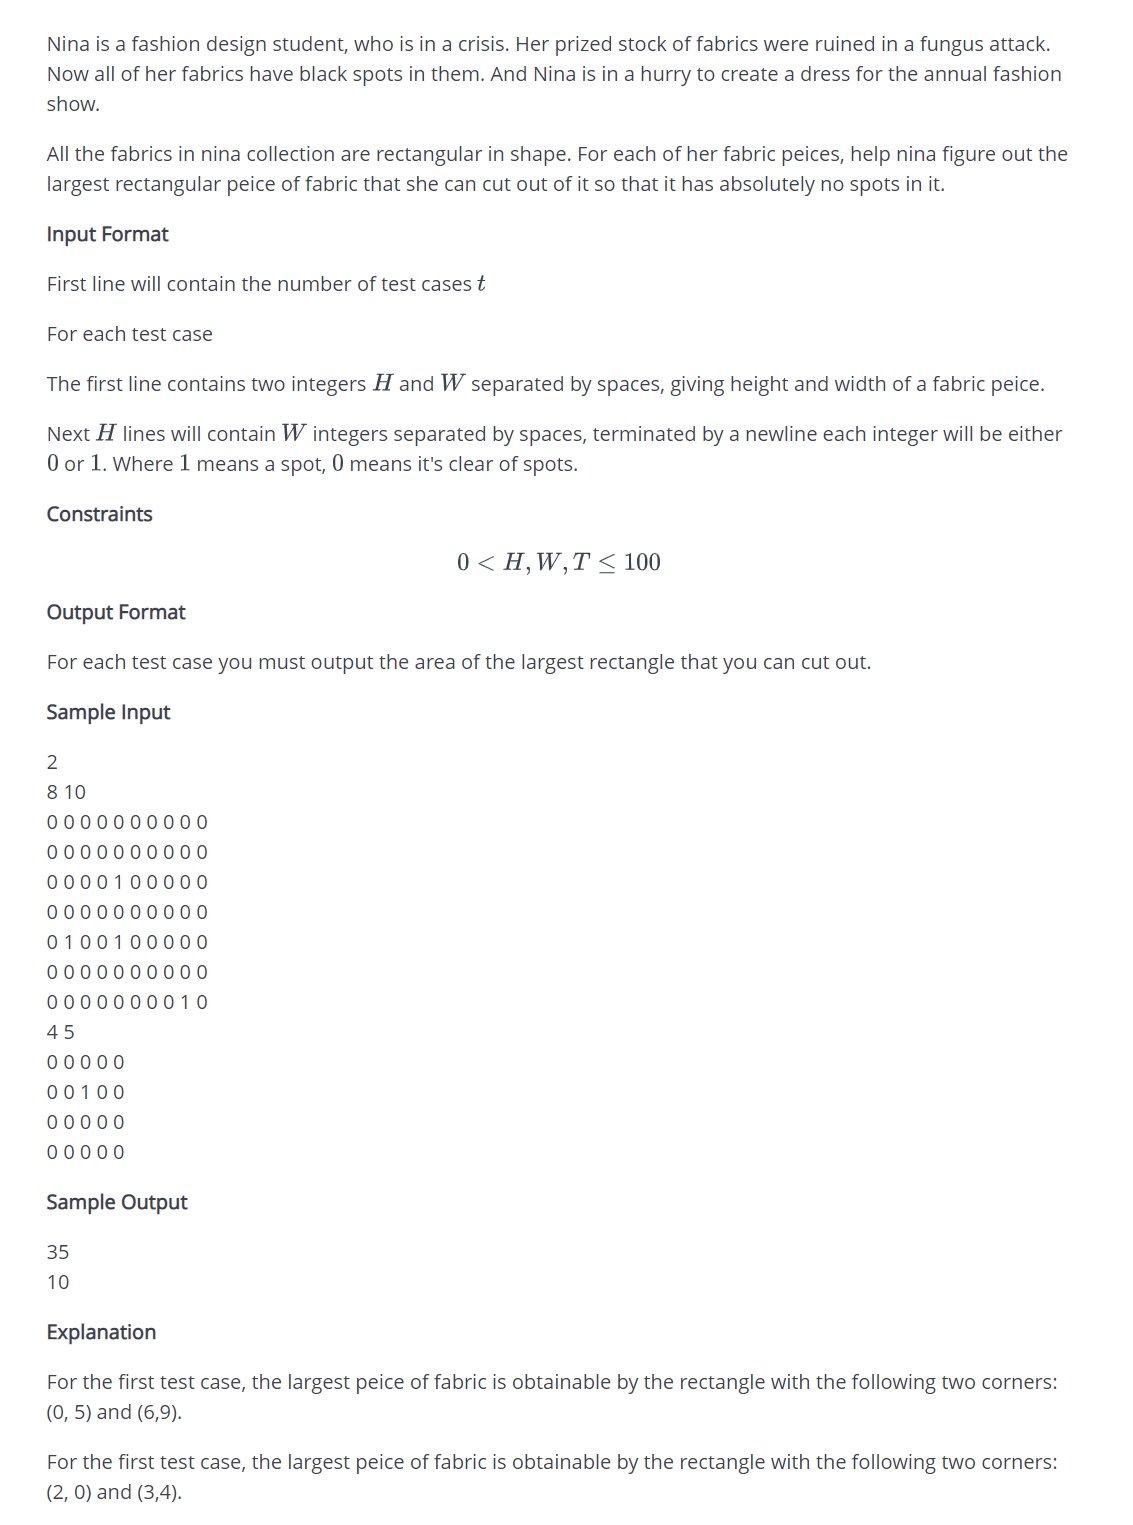 Nina is a fashion design student, who is in a crisis. Her prized stock of fabrics were ruined in a fungus attack.
Now all of her fabrics have black spots in them. And Nina is in a hurry to create a dress for the annual fashion
show.
All the fabrics in nina collection are rectangular in shape. For each of her fabric peices, help nina figure out the
largest rectangular peice of fabric that she can cut out of it so that it has absolutely no spots in it.
Input Format
First line will contain the number of test cases t
For each test case
The first line contains two integers H and W separated by spaces, giving height and width of a fabric peice.
Next H lines will contain W integers separated by spaces, terminated by a newline each integer will be either
0 or 1. Where 1 means a spot, 0 means it's clear of spots.
Constraints
0 < H, W, T ≤ 100
Output Format
For each test case you must output the area of the largest rectangle that you can cut out.
Sample Input
2
8 10
0 0 0 0 0 0 0 0 0 0
0 0 0 0 0 0 0 0 0 0
0 0 0 0 1 0 0 0 0 0
0 0 0 0 0 0 0 0 0 0
0 1 0 0 1 0 0 0 0 0
0 0 0 0 0 0 0 0 0 0
0 0 0 0 0 0 0 0 1 0
4 5
0 0 0 0 0
0 0 1 0 0
0 0 0 0 0
0 0 0 0 0
Sample Output
35
10
Explanation
For the first test case, the largest peice of fabric is obtainable by the rectangle with the following two corners:
(0, 5) and (6,9).
For the first test case, the largest peice of fabric is obtainable by the rectangle with the following two corners:
(2, 0) and (3,4).